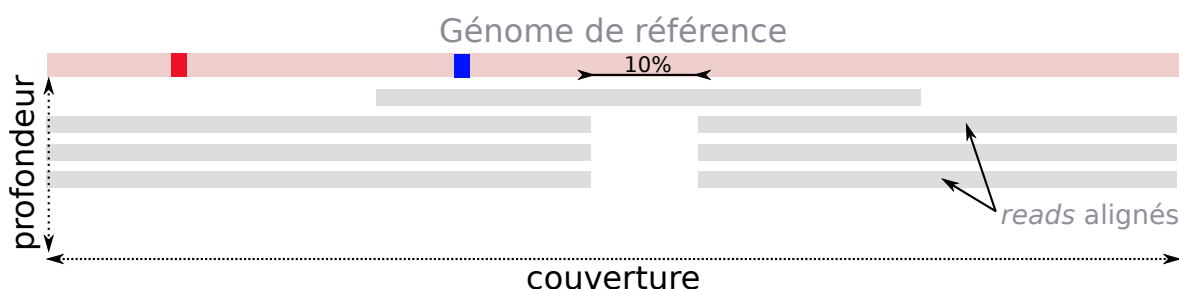 Génome de référence
10%
profondeur
reads alignés
couverture